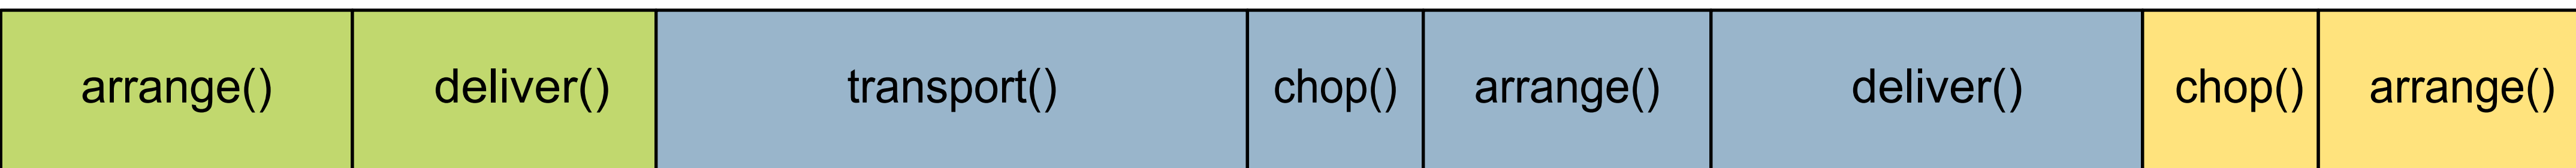 arrange() deliver() transport() chop() arrange() deliver() chop() arrange()